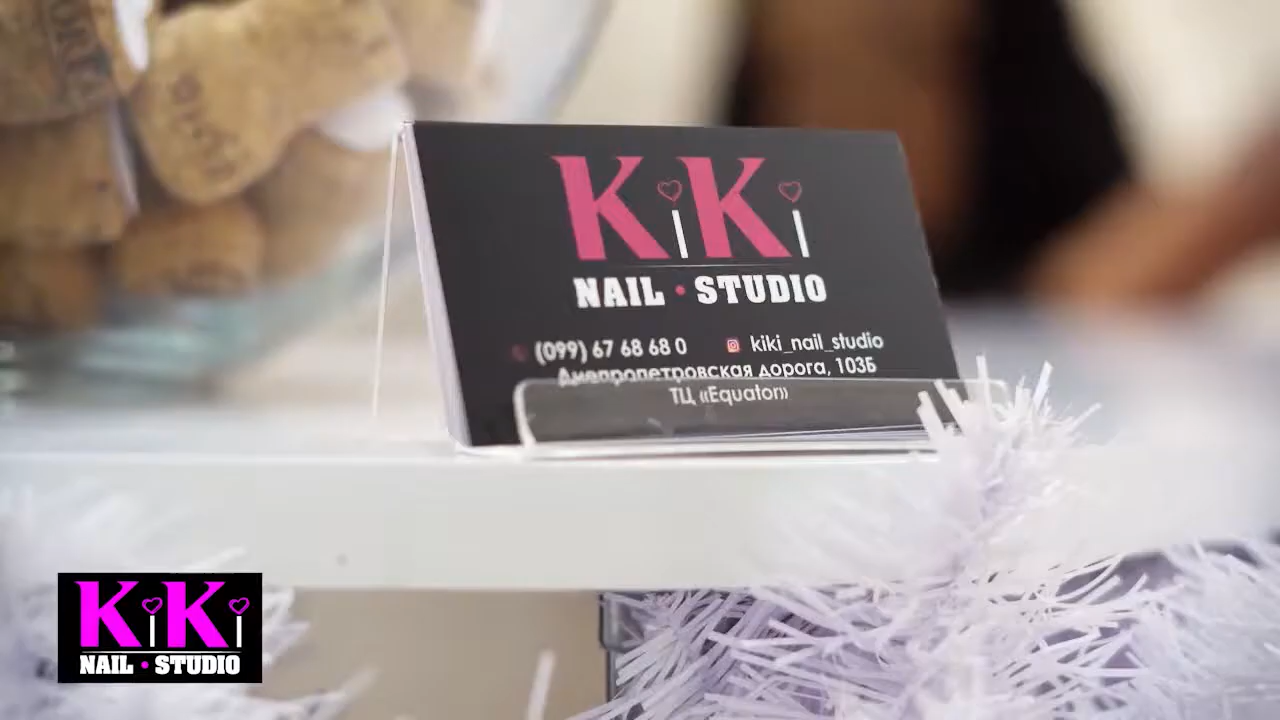 KiKi
NAIL • STUDIO
(099) 67 68 68 0 kiki_nail_studio
Днепропетровская дорога, 103Б
ТЦ «Equator»
KiKi
NAIL • STUDIO